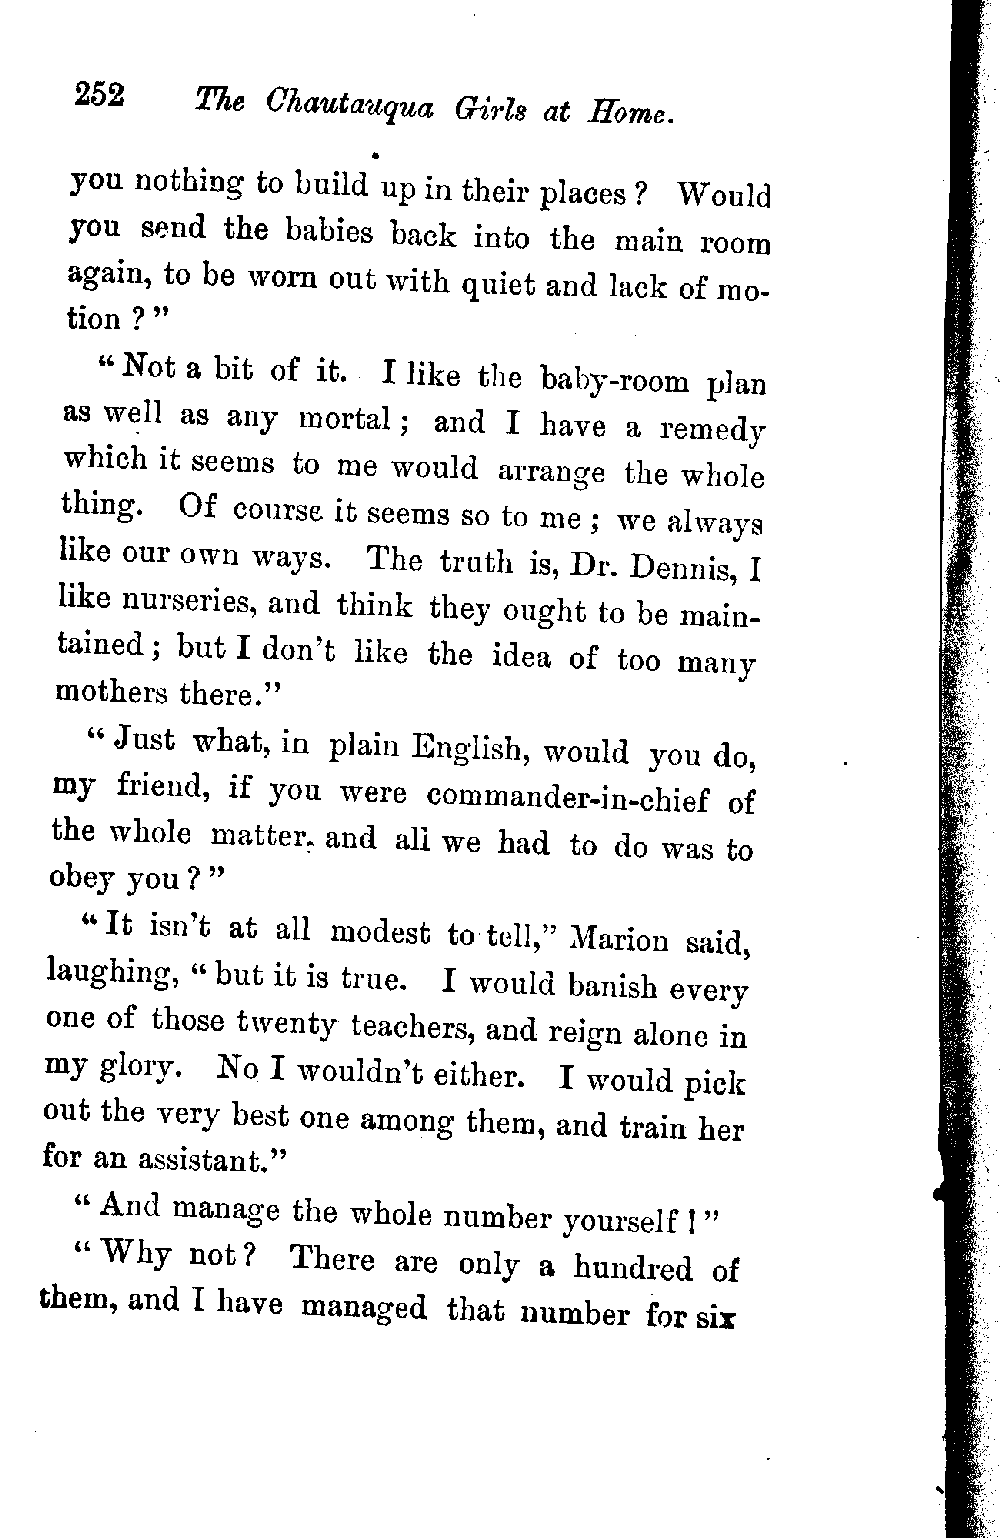 252 The Chautauqua Girls at Home.
you nothing to build up in their places? Would
you send the babies back into the main room
again, to be worn out with quiet and lack of mo-
tion?"
"Not a bit of it. I like the baby-room plan
as well as any mortal; and I have a remedy
which it seems to me would arrange the whole
thing. Of course it seems so to me; we always
like our own ways. The truth is, Dr. Dennis, I
like nurseries, and think they ought to be main-
tained; but I don't like the idea of too many
mothers there."
"Just what, in plain English, would you do,
my friend, if you were commander-in-chief of
the whole matter, and all we had to do was to
obey you?"
"It isn't at all modest to tell," Marion said,
laughing, "but it is true. I would banish every
one of those twenty teachers, and reign alone in
my glory. No I wouldn't either. I would pick
out the very best one among them, and train her
for an assistant."
"And manage the whole number yourself!"
"Why not? There are only a hundred of
them, and I have managed that number for six